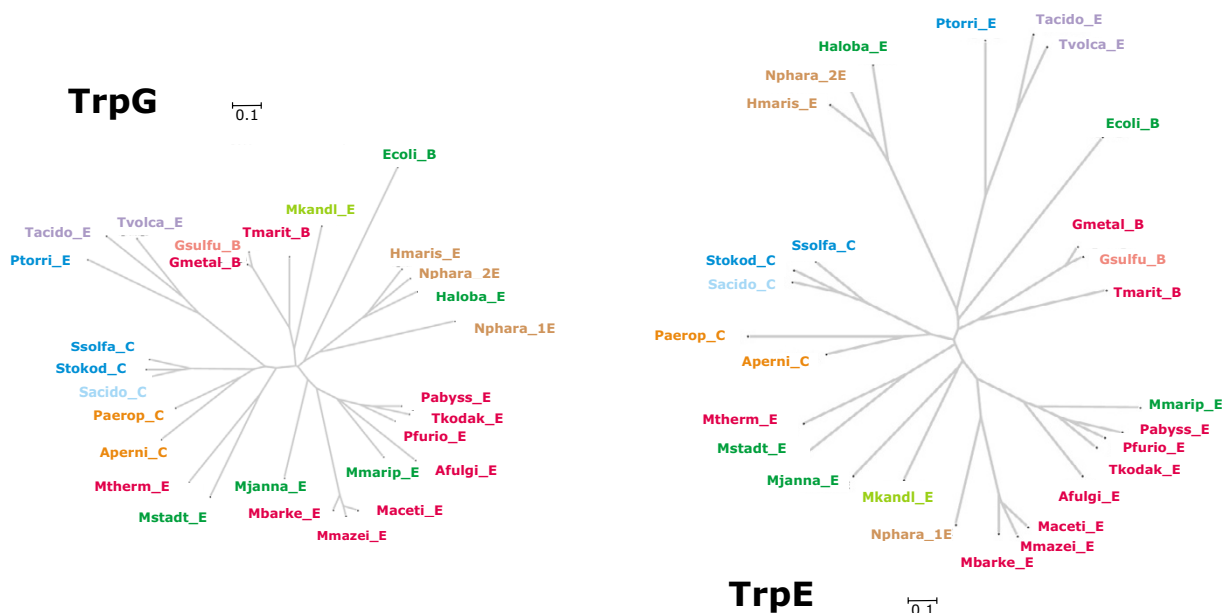 TrpG
0.1
Ecoli_B
Mkandl_E
Tvolca_E
Tacido_E
Gsulfu_B
Tmarit_B
Ptorri_E
Gmetal_B
Hmaris_E
Nphara_2E
Haloba_E
Nphara_1E
Ssolfa_C
Stokod_C
Sacido_C
Paerop_C
Aperni_C
Mtherm_E
Mstadt_E
Mjanna_E
Mbarke_E
Mmazei_E
Maceti_E
Mmarip_E
Afulgi_E
Pfurio_E
Tkodak_E
Pabyss_E
Ptorri_E
Tacido_E
Tvolca_E
Haloba_E
Nphara_2E
Hmaris_E
Ecoli_B
Gmetal_B
Gsulfu_B
Tmarit_B
Ssolfa_C
Stokod_C
Sacido_C
Paerop_C
Aperni_C
Mtherm_E
Mstadt_E
Mjanna_E
Mkandl_E
Nphara_1E
Mbarke_E
Mmazei_E
Maceti_E
Afulgi_E
Tkodak_E
Pfurio_E
Pabyss_E
Mmarip_E
TrpE
0.1